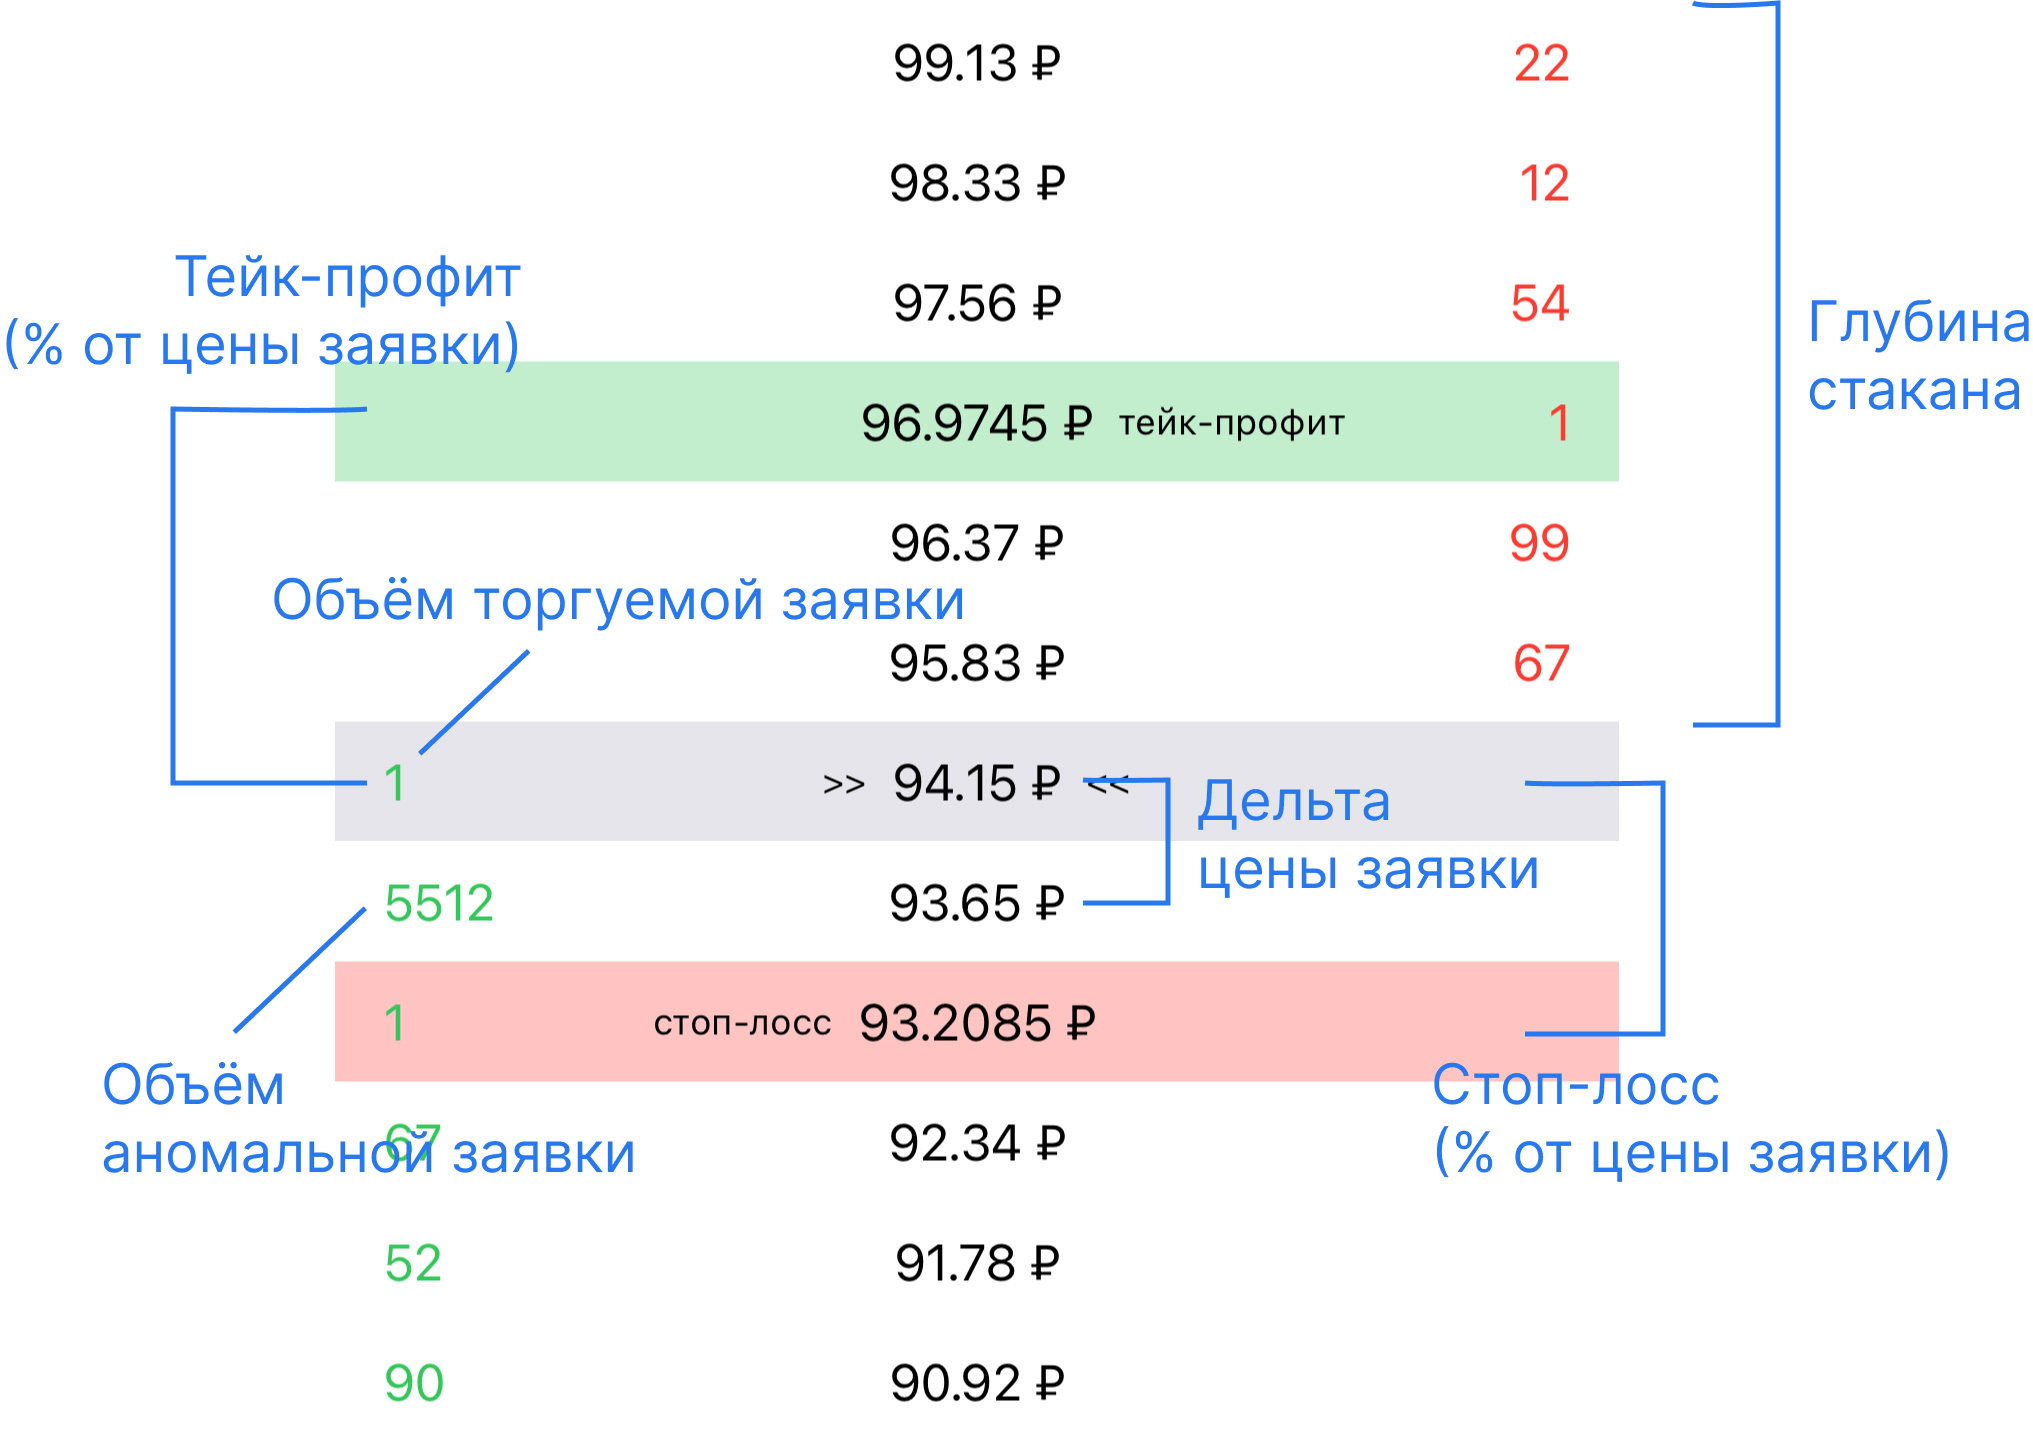 99.13 ₽ 22
98.33 ₽ 12
Тейк-профит
(% от цены заявки)
97.56 ₽ 54
Глубина
стакана
96.9745 ₽ тейк-профит 1
96.37 ₽ 99
Объём торгуемой заявки
95.83 ₽ 67
1 >> 94.15 ₽ <<
Дельта
цены заявки
5512 93.65 ₽
1 стоп-лосс 93.2085 ₽
Объём
аномальной заявки
Стоп-лосс
(% от цены заявки)
67 92.34 ₽
52 91.78 ₽
90 90.92 ₽